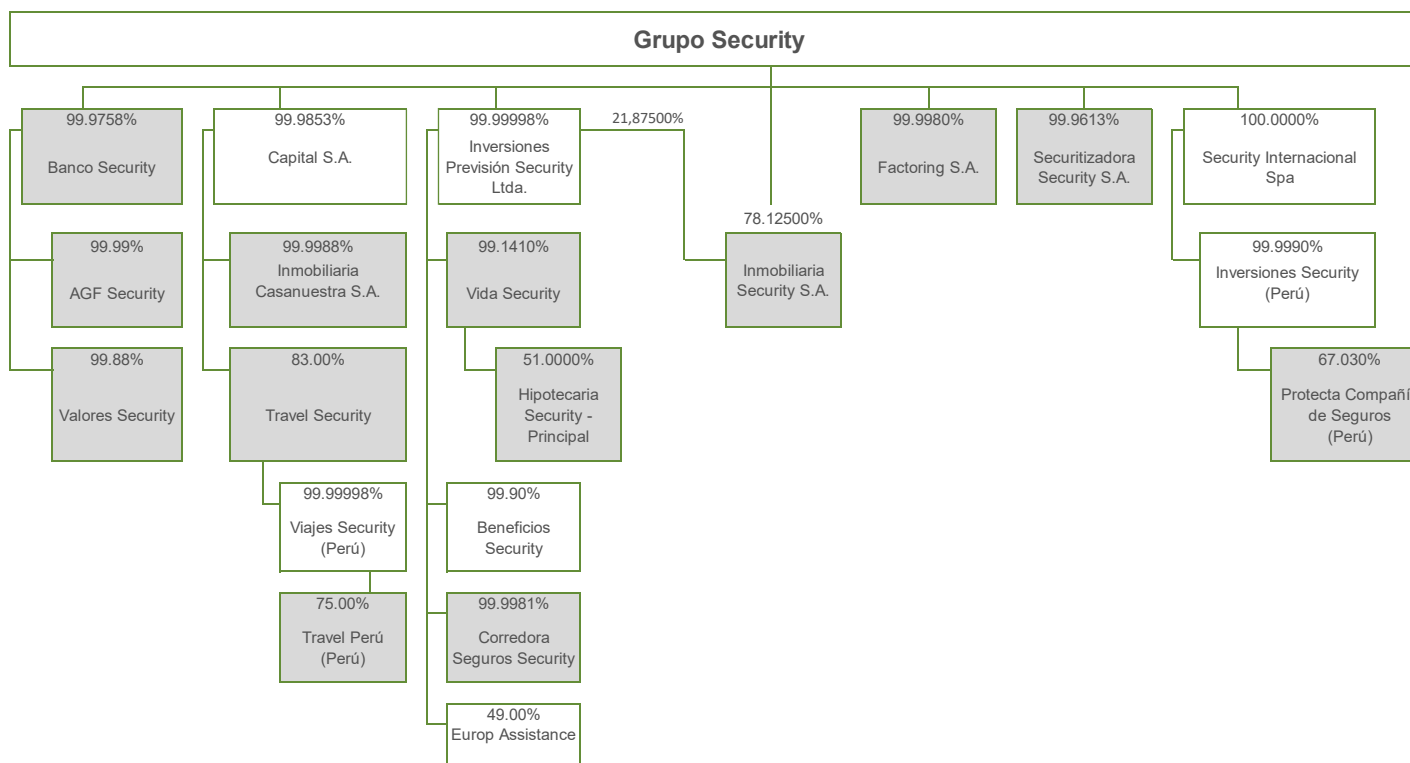 Grupo Security
99.9758%
Banco Security
99.9853%
Capital S.A.
99.99998%
Inversiones
Previsión Security
Ltda.
21,87500%
99.9980%
Factoring S.A.
99.9613%
Securitizadora
Security S.A.
100.0000%
Security Internacional
Spa
78.12500%
Inmobiliaria
Security S.A.
99.99%
AGF Security
99.9988%
Inmobiliaria
Casanuestra S.A.
99.1410%
Vida Security
99.9990%
Inversiones Security
(Perú)
99.88%
Valores Security
83.00%
Travel Security
51.0000%
Hipotecaria
Security -
Principal
67.030%
Protecta Compañí
de Seguros
(Perú)
99.99998%
Viajes Security
(Perú)
99.90%
Beneficios
Security
75.00%
Travel Perú
(Perú)
99.9981%
Corredora
Seguros Security
49.00%
Europ Assistance